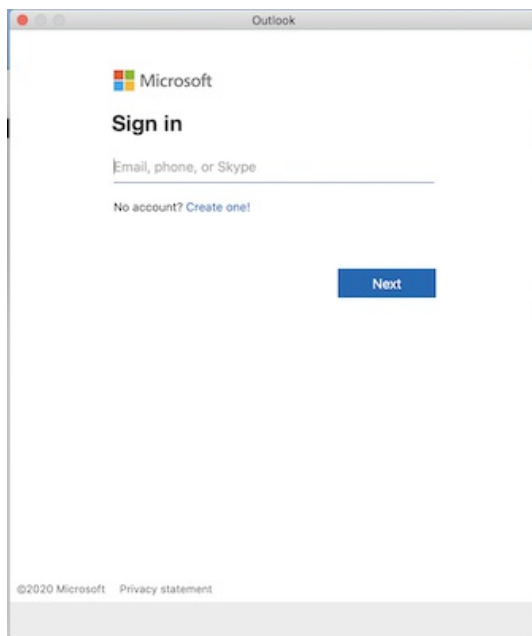 Outlook
Microsoft
Sign in
Email, phone, or Skype
No account? Create one!
Next
©2020 Microsoft Privacy statement